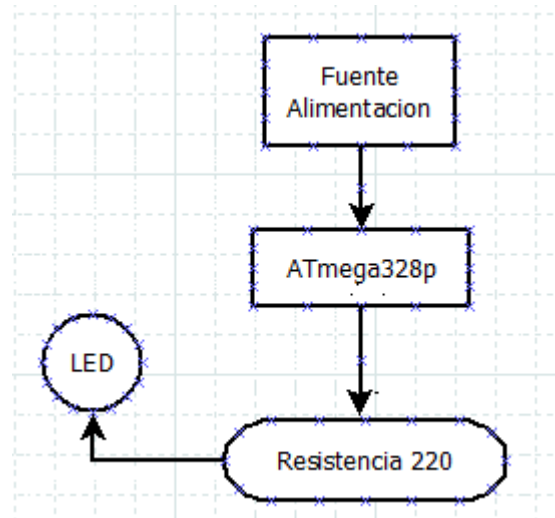 Fuente
Alimentacion
ATmega328p
LED
Resistencia 220